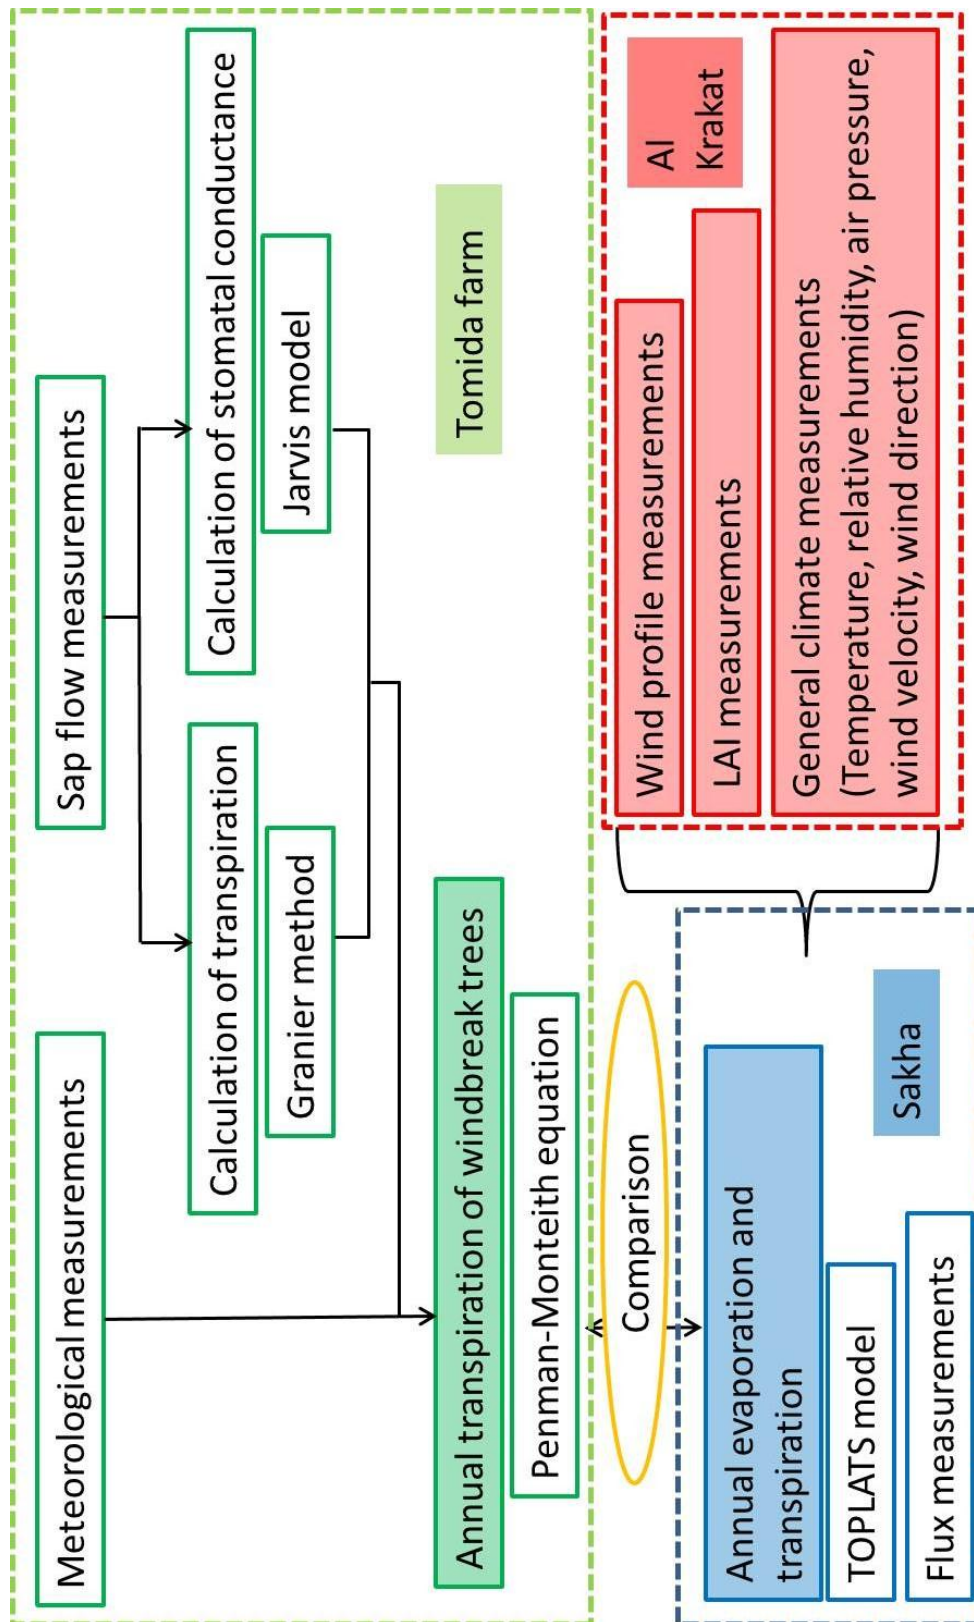 Meteorological measurements
Sap flow measurements
Calculation of transpiration
Granier method
Calculation of stomatal conductance
Jarvis model
Annual transpiration of windbreak trees
Penman-Monteith equation
Tomida farm
Comparison
Annual evaporation and
transpiration
TOPLATS model
Flux measurements
Sakha
Wind profile measurements
LAI measurements
General climate measurements
(Temperature, relative humidity, air pressure,
wind velocity, wind direction)
Al
Krakat